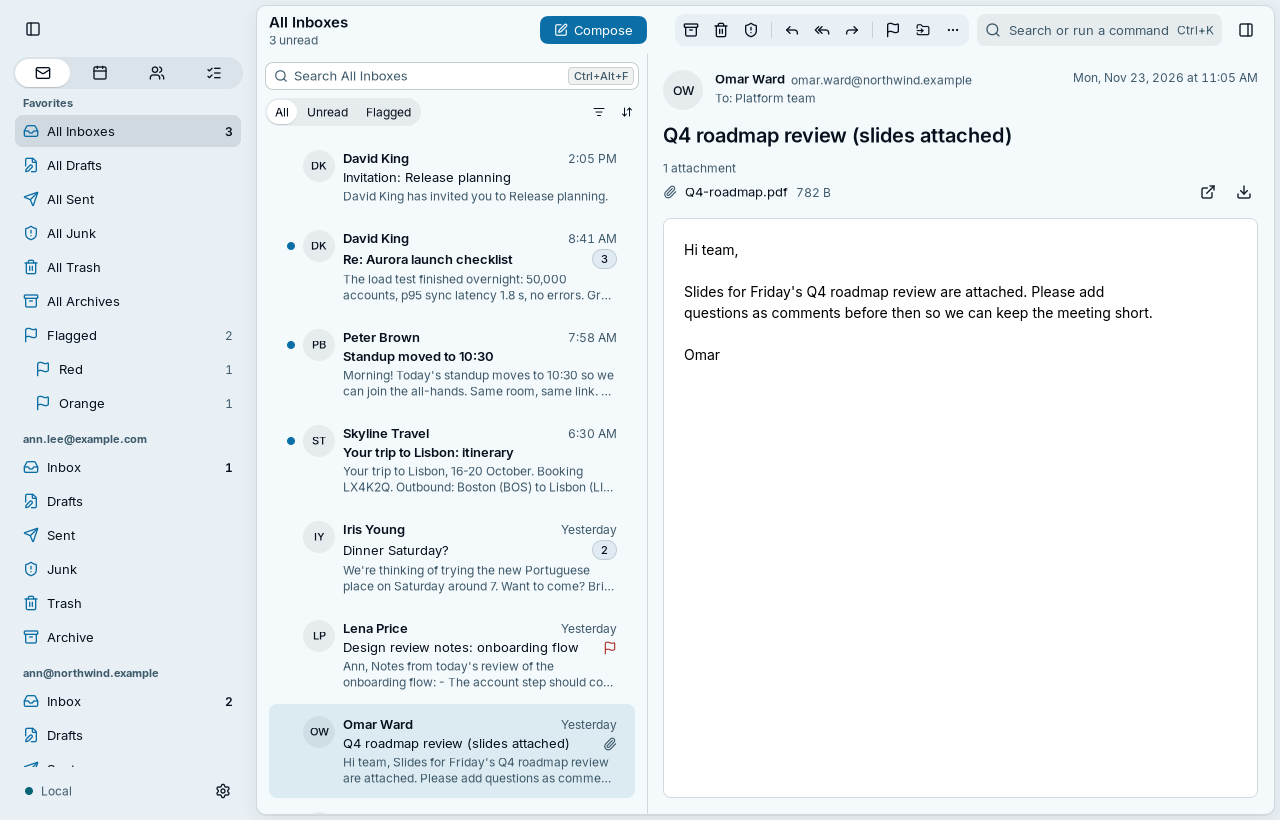 Favorites
All Inboxes 3
All Drafts
All Sent
All Junk
All Trash
All Archives
Flagged 2
Red 1
Orange 1
ann.lee@example.com
Inbox 1
Drafts
Sent
Junk
Trash
Archive
ann@northwind.example
Inbox 2
Drafts
Local
All Inboxes
3 unread
Compose
Search All Inboxes Ctrl+Alt+F
All Unread Flagged
David King 2:05 PM
Invitation: Release planning
David King has invited you to Release planning.
DK
David King 8:41 AM
DK
Re: Aurora launch checklist 3
The load test finished overnight: 50,000
accounts, p95 sync latency 1.8 s, no errors. Gr...
Peter Brown 7:58 AM
PB
Standup moved to 10:30
Morning! Today's standup moves to 10:30 so we
can join the all-hands. Same room, same link. ...
Skyline Travel 6:30 AM
ST
Your trip to Lisbon: itinerary
Your trip to Lisbon, 16-20 October. Booking
LX4K2Q. Outbound: Boston (BOS) to Lisbon (LI...
Iris Young Yesterday
IY
Dinner Saturday? 2
We're thinking of trying the new Portuguese
place on Saturday around 7. Want to come? Bri...
Lena Price Yesterday
LP
Design review notes: onboarding flow
Ann, Notes from today's review of the
onboarding flow: - The account step should co...
Omar Ward Yesterday
OW
Q4 roadmap review (slides attached)
Hi team, Slides for Friday's Q4 roadmap review
are attached. Please add questions as comme...
Search or run a command Ctrl+K
OW
Omar Ward omar.ward@northwind.example Mon, Nov 23, 2026 at 11:05 AM
To: Platform team
Q4 roadmap review (slides attached)
1 attachment
Q4-roadmap.pdf 782 B
Hi team,
Slides for Friday's Q4 roadmap review are attached. Please add
questions as comments before then so we can keep the meeting short.
Omar